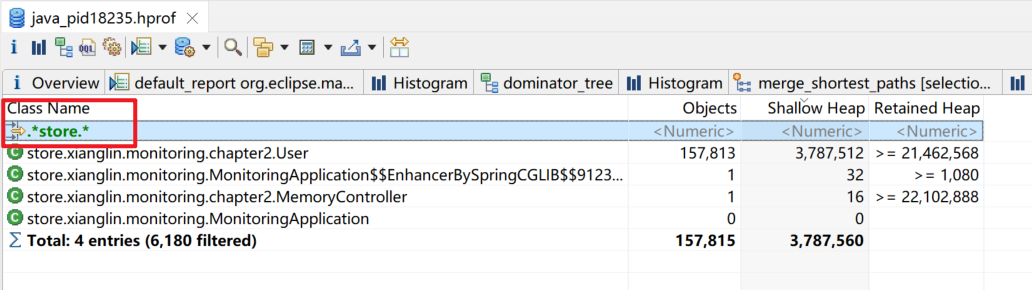 java_pid18235.hprof
i OQL
i Overview default_report org.eclipse.ma... Histogram dominator_tree Histogram merge_shortest_paths [selectio...
Class Name Objects Shallow Heap Retained Heap
.*store.* <Numeric> <Numeric> <Numeric>
store.xianglin.monitoring.chapter2.User 157,813 3,787,512 >= 21,462,568
store.xianglin.monitoring.MonitoringApplication$$EnhancerBySpringCGLIB$$9123... 1 32 >= 1,080
store.xianglin.monitoring.chapter2.MemoryController 1 16 >= 22,102,888
store.xianglin.monitoring.MonitoringApplication 0 0
∑ Total: 4 entries (6,180 filtered) 157,815 3,787,560